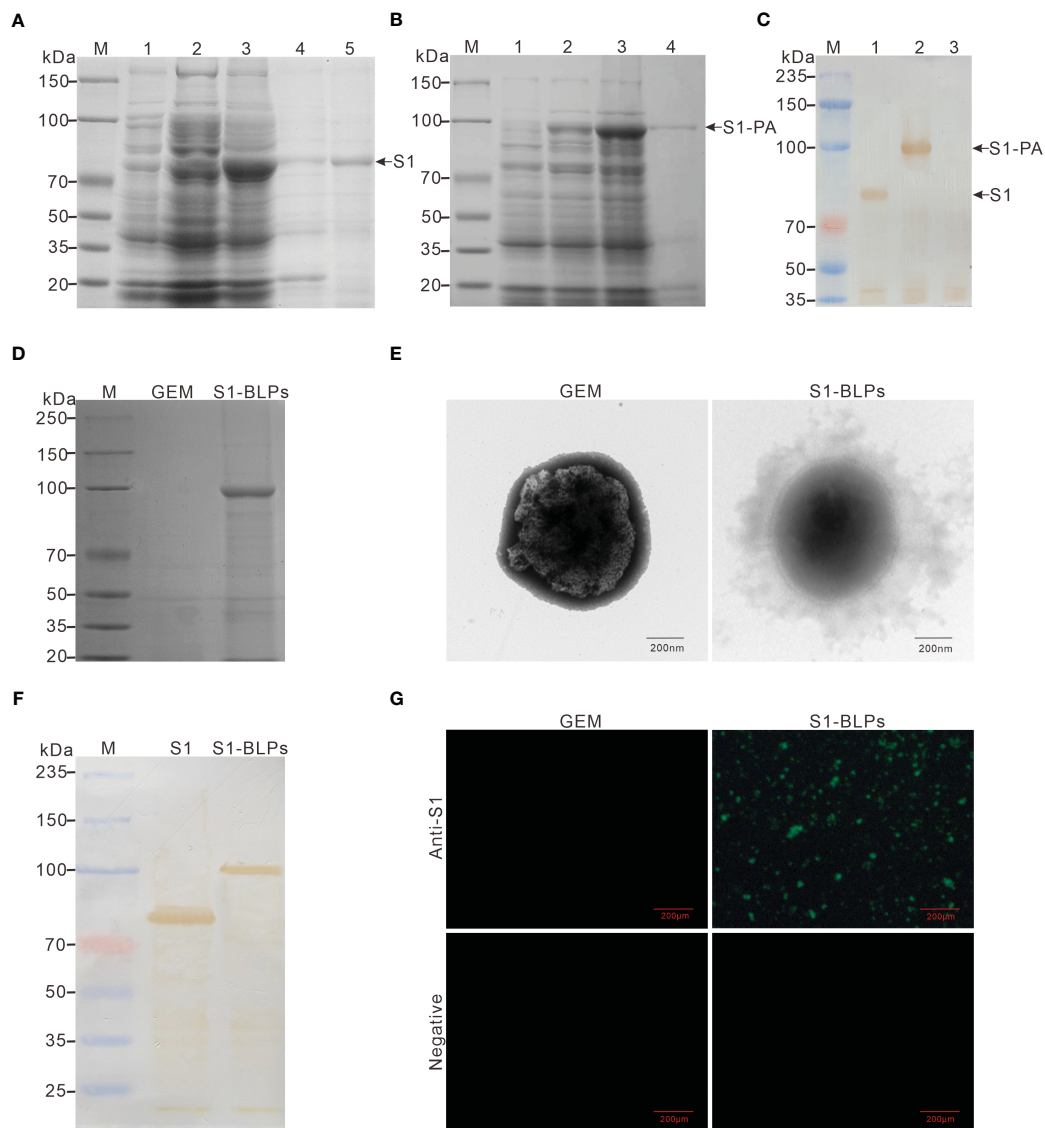 A
kDa M 1 2 3 4 5
150
100
70
50
35
20
S1
B
kDa M 1 2 3 4
150
100
70
50
35
20
S1-PA
C
kDa M 1 2 3
235
150
100
70
50
35
S1-PA
S1
D
kDa M GEM S1-BLPs
250
150
100
70
50
35
20
E
GEM S1-BLPs
200nm 200nm
F
kDa M S1 S1-BLPs
235
150
100
70
50
35
25
G
GEM S1-BLPs
Anti-S1
200μm 200μm
Negative
200μm 200μm